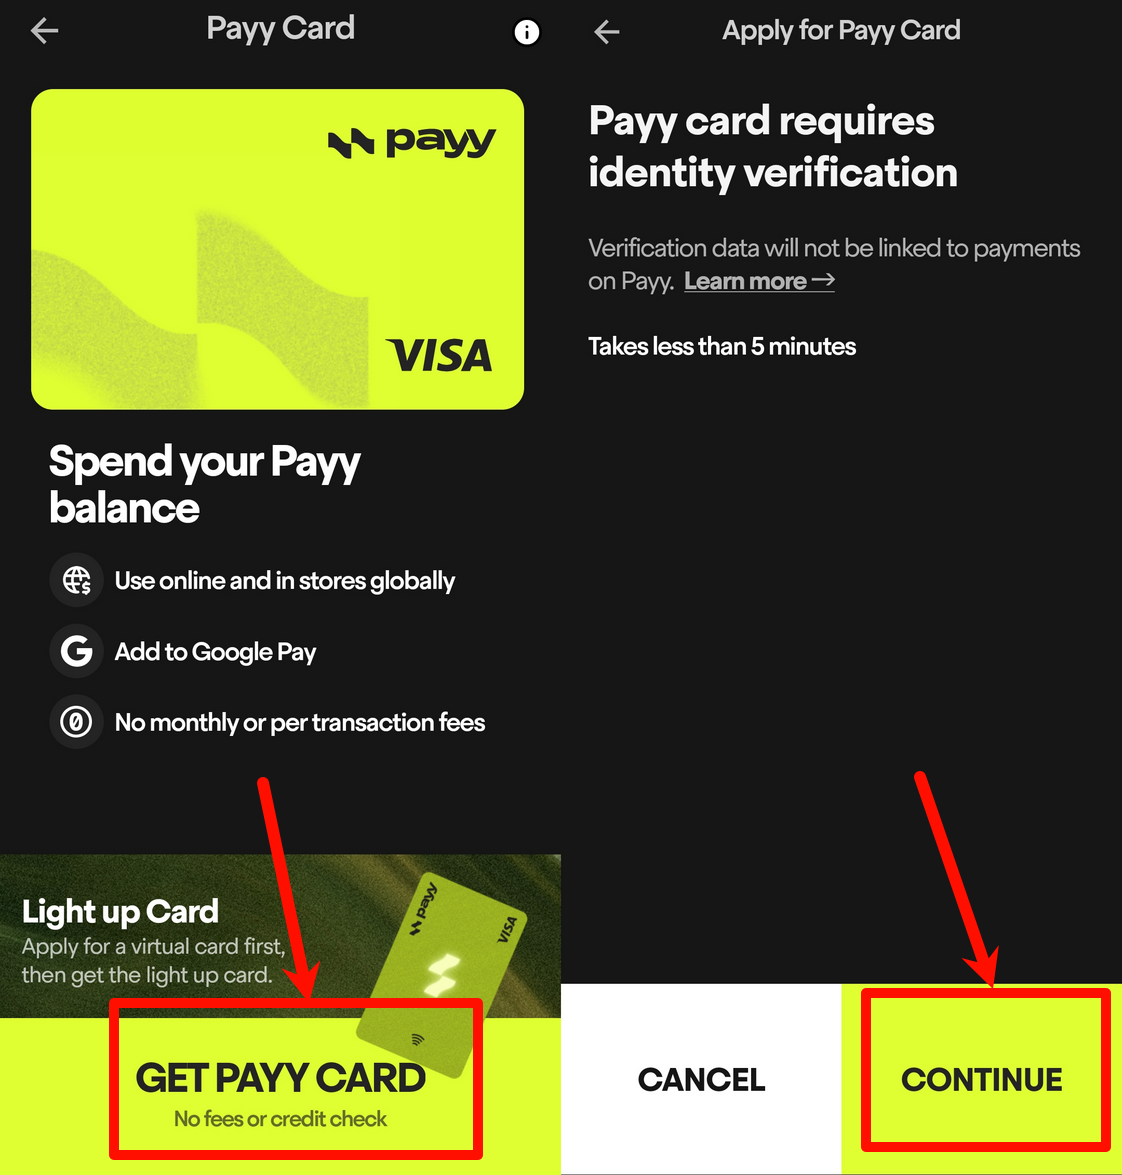 Payy Card
payy
VISA
Spend your Payy
balance
Use online and in stores globally
Add to Google Pay
No monthly or per transaction fees
Light up Card
Apply for a virtual card first,
then get the light up card.
payy
VISA
GET PAYY CARD
No fees or credit check
Apply for Payy Card
Payy card requires
identity verification
Verification data will not be linked to payments
on Payy. Learn more →
Takes less than 5 minutes
CANCEL
CONTINUE